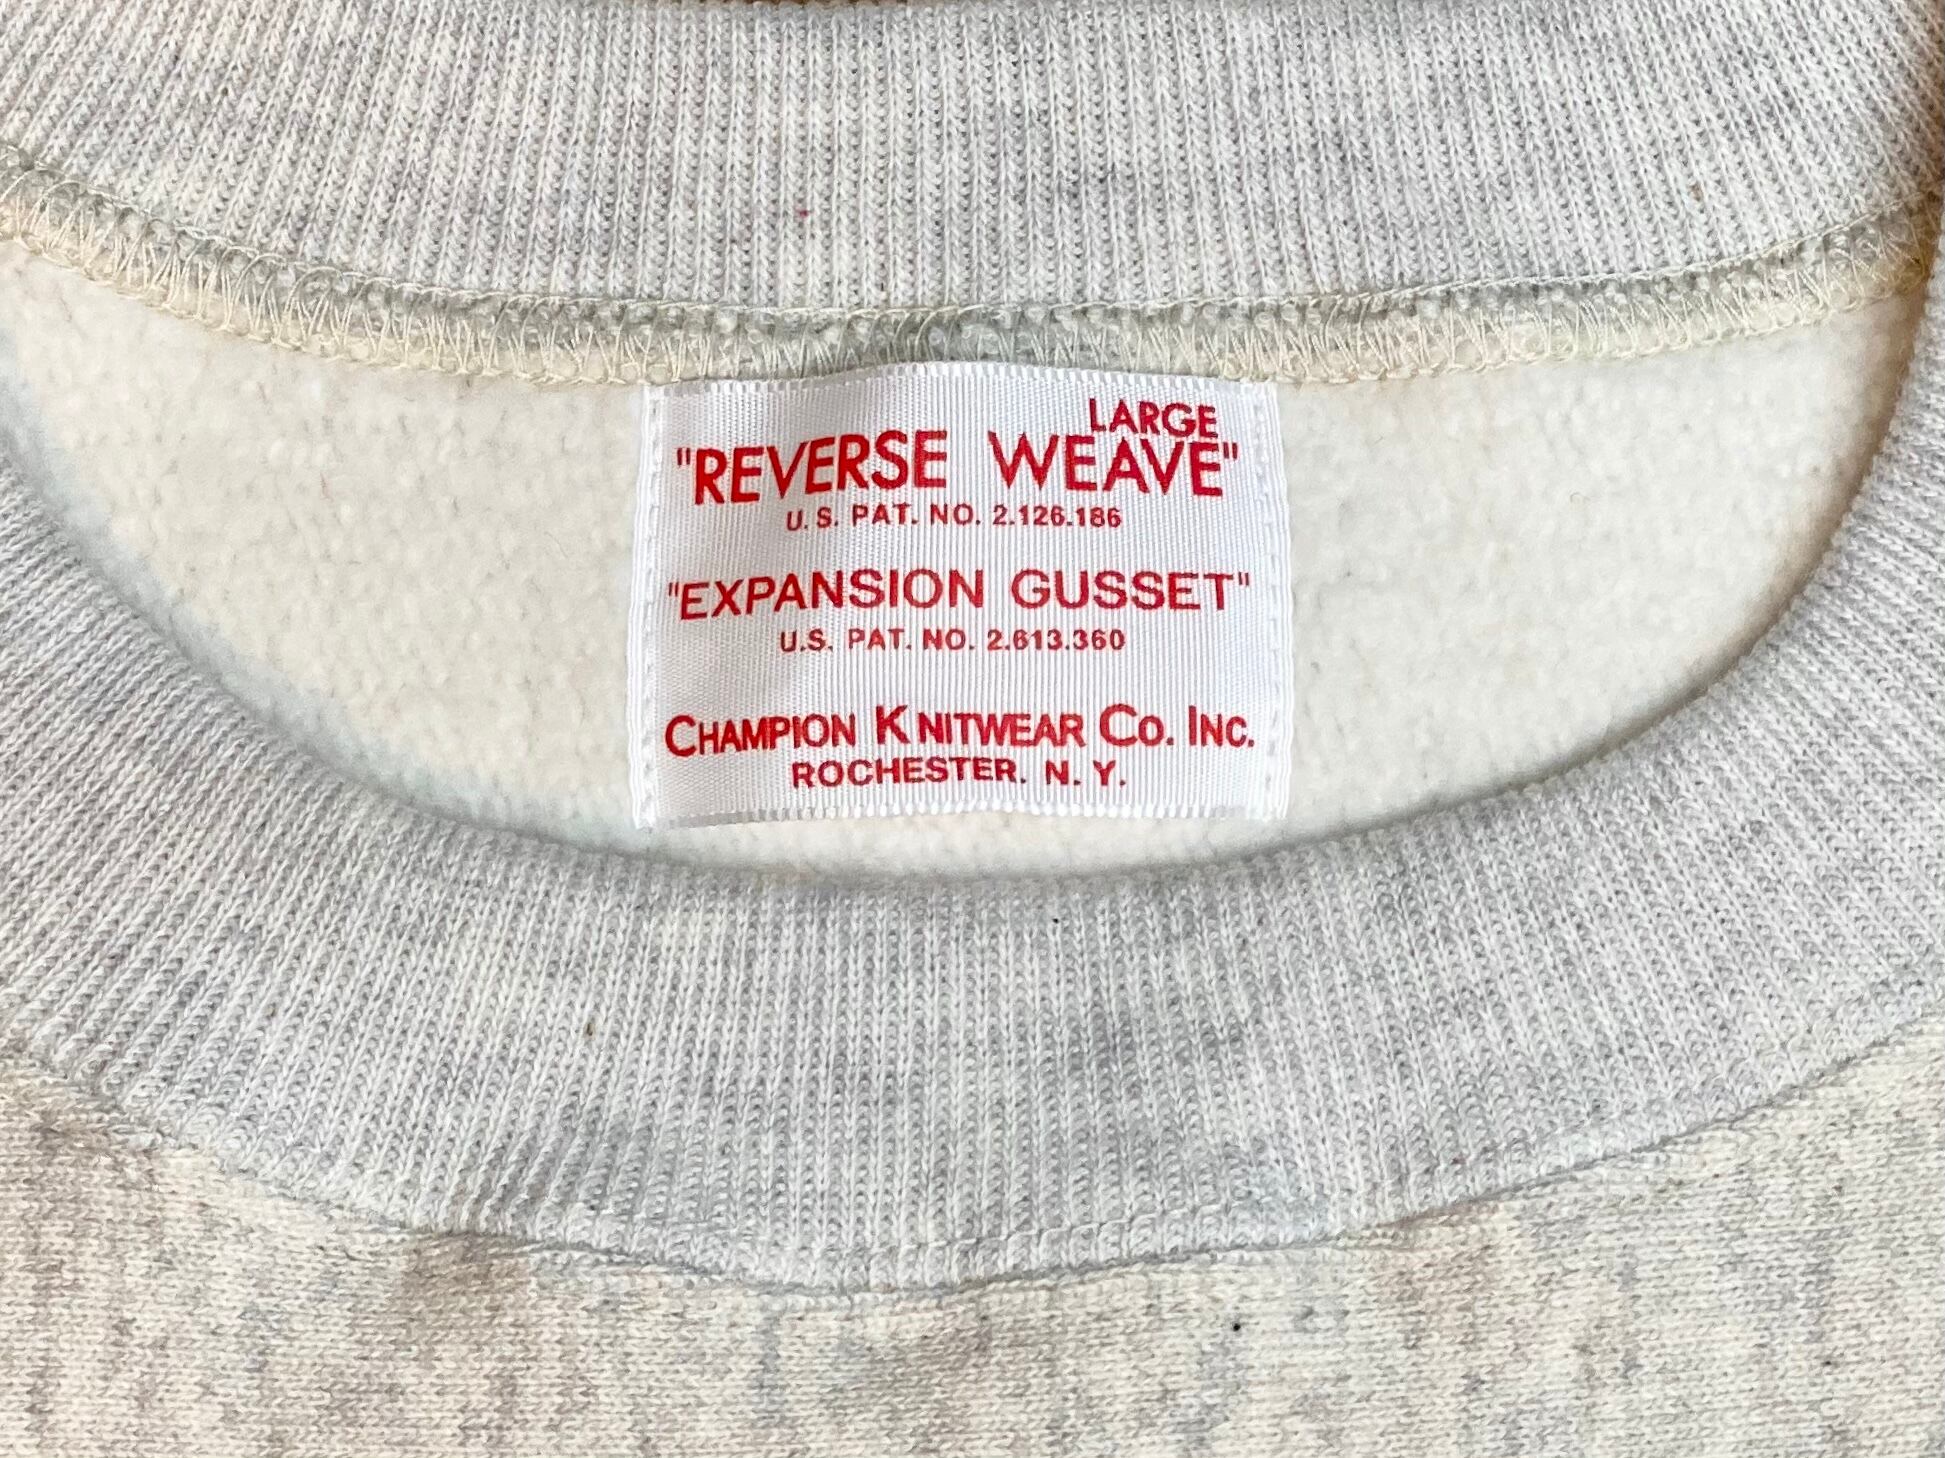 LARGE
"REVERSE WEAVE"
U.S. PAT. NO. 2.126.186
"EXPANSION GUSSET"
U.S. PAT. NO. 2.613.360
CHAMPION KNITWEAR CO. INC.
ROCHESTER. N. Y.